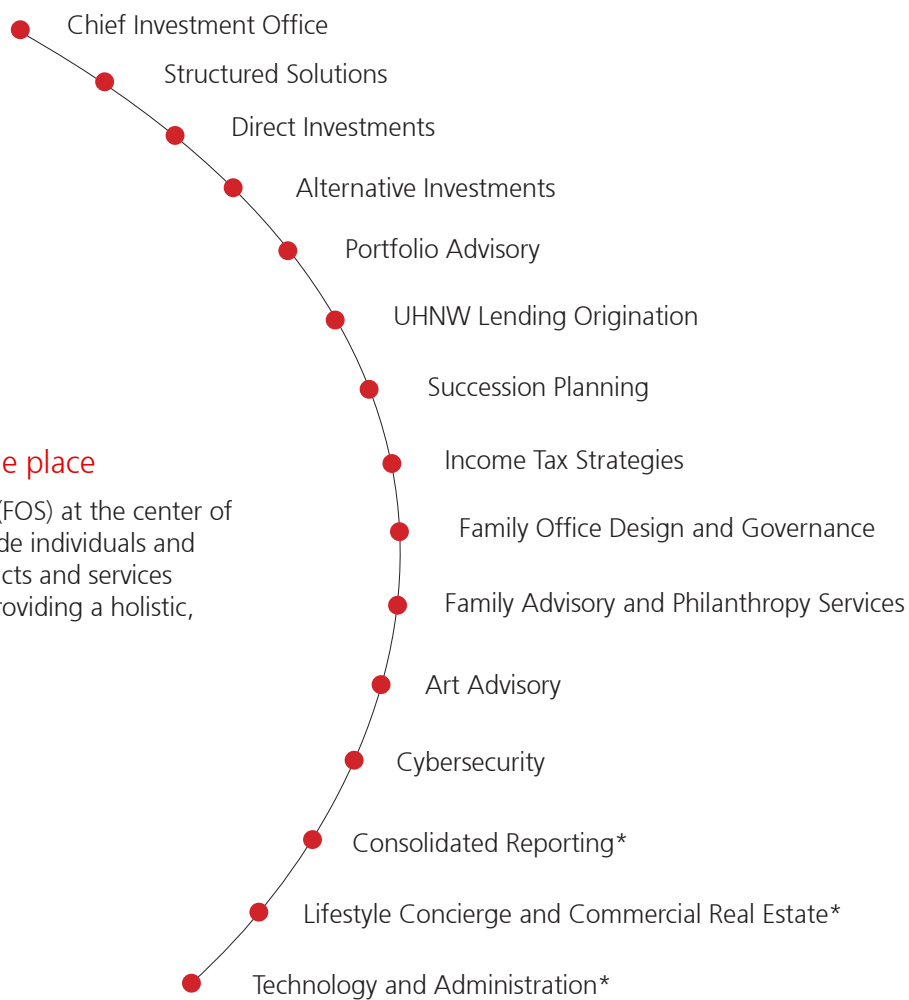 Chief Investment Office
Structured Solutions
Direct Investments
Alternative Investments
Portfolio Advisory
UHNW Lending Origination
Succession Planning
Income Tax Strategies
Family Office Design and Governance
Family Advisory and Philanthropy Services
Art Advisory
Cybersecurity
Consolidated Reporting*
Lifestyle Concierge and Commercial Real Estate*
Technology and Administration*
e place
(FOS) at the center of
de individuals and
cts and services
roviding a holistic,